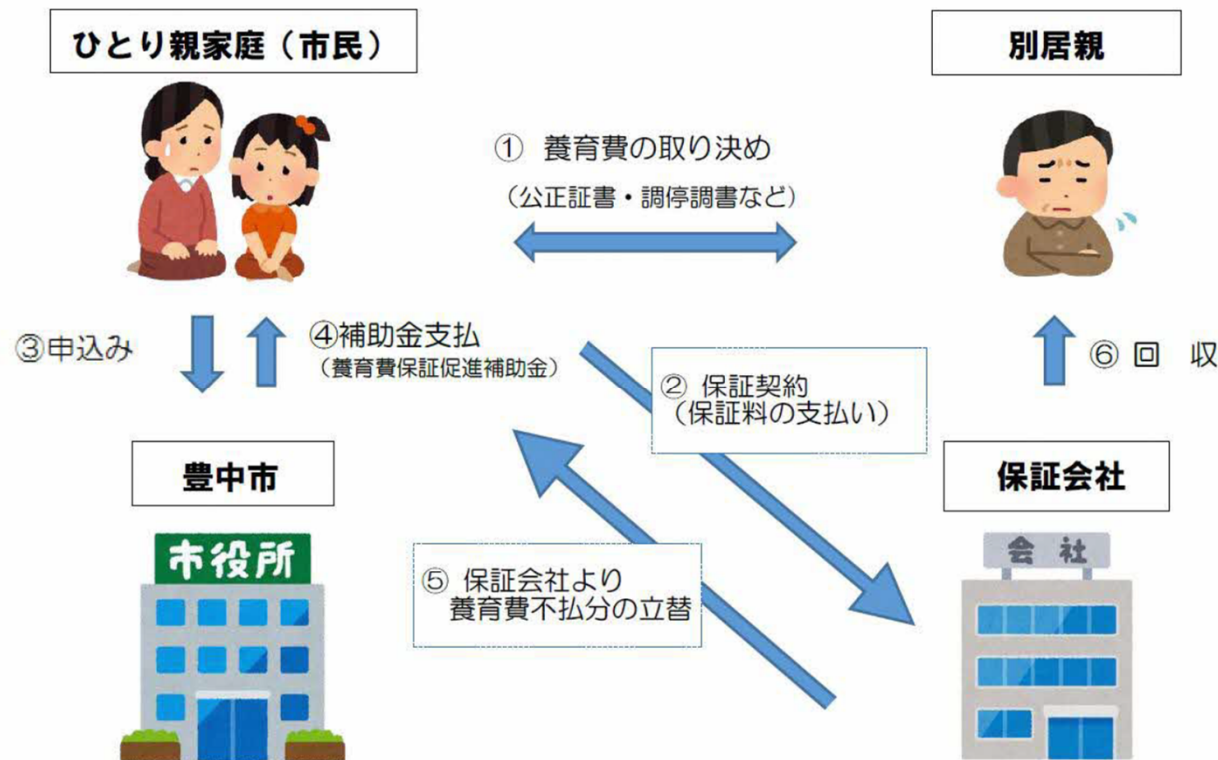 ひとり親家庭（市民）
別居親
① 養育費の取り決め
（公正証書・調停調書など）
③申込み
④補助金支払
（養育費保証促進補助金）
② 保証契約
（保証料の支払い）
⑥ 回 収
豊中市
保証会社
市役所
会社
⑤ 保証会社より
養育費不払分の立替